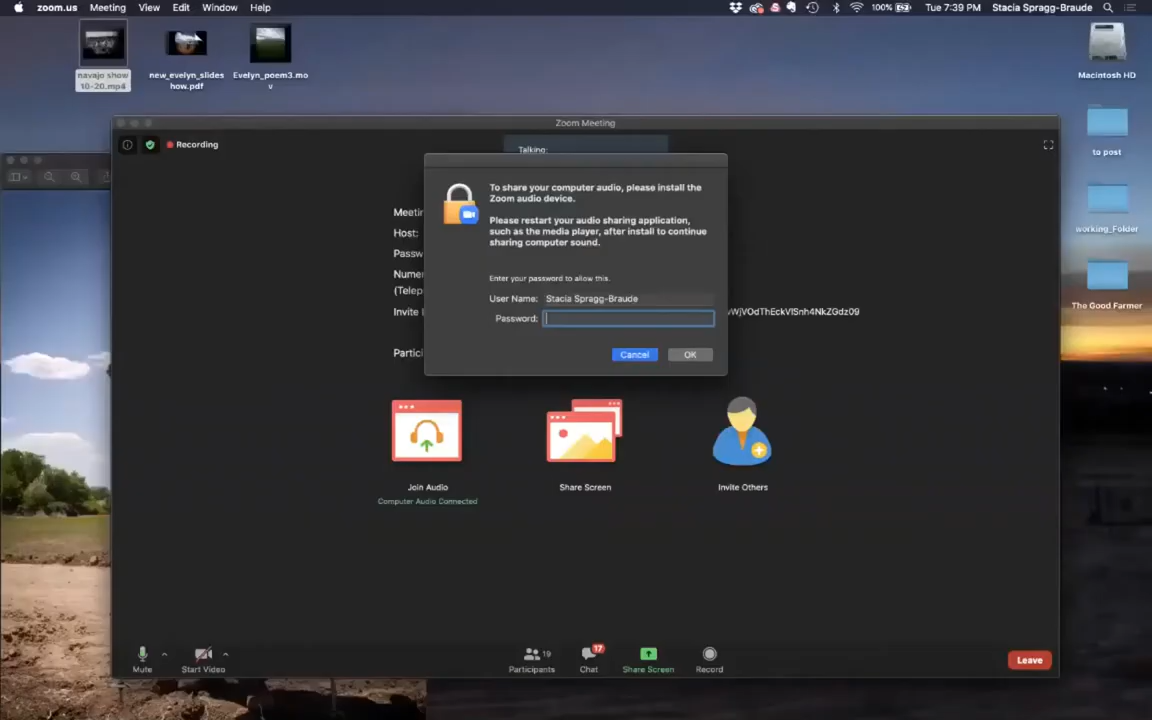 zoom.us Meeting View Edit Window Help 100% Tue 7:39 PM Stacia Spragg-Braude
navajo show
10-20.mp4
new_evelyn_slides
how.pdf
Evelyn_poem3.mo
v
Macintosh HD
to post
working_Folder
The Good Farmer
Zoom Meeting
Recording
Talking:
To share your computer audio, please install the
Zoom audio device.
Please restart your audio sharing application,
such as the media player, after install to continue
sharing computer sound.
Enter your password to allow this.
User Name: Stacia Spragg-Braude
Password:
Cancel OK
Meetin
Host:
Passw
Numer
(Telep
Invite
Partici
Join Audio
Computer Audio Connected
Share Screen
Invite Others
Mute
Start Video
Participants 19
Chat 17
Share Screen
Record
Leave